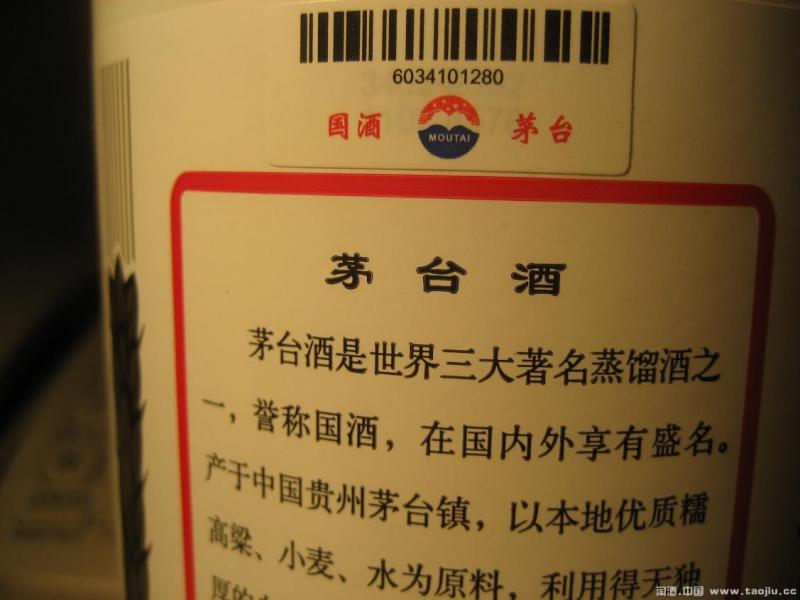 6034101280
国酒 MOUTAI 茅台
茅台酒
茅台酒是世界三大著名蒸馏酒之
一，誉称国酒，在国内外享有盛名。
产于中国贵州茅台镇，以本地优质糯
高粱、小麦、水为原料，利用得天独
厚的
淘酒.中国 www.taojiu.cc